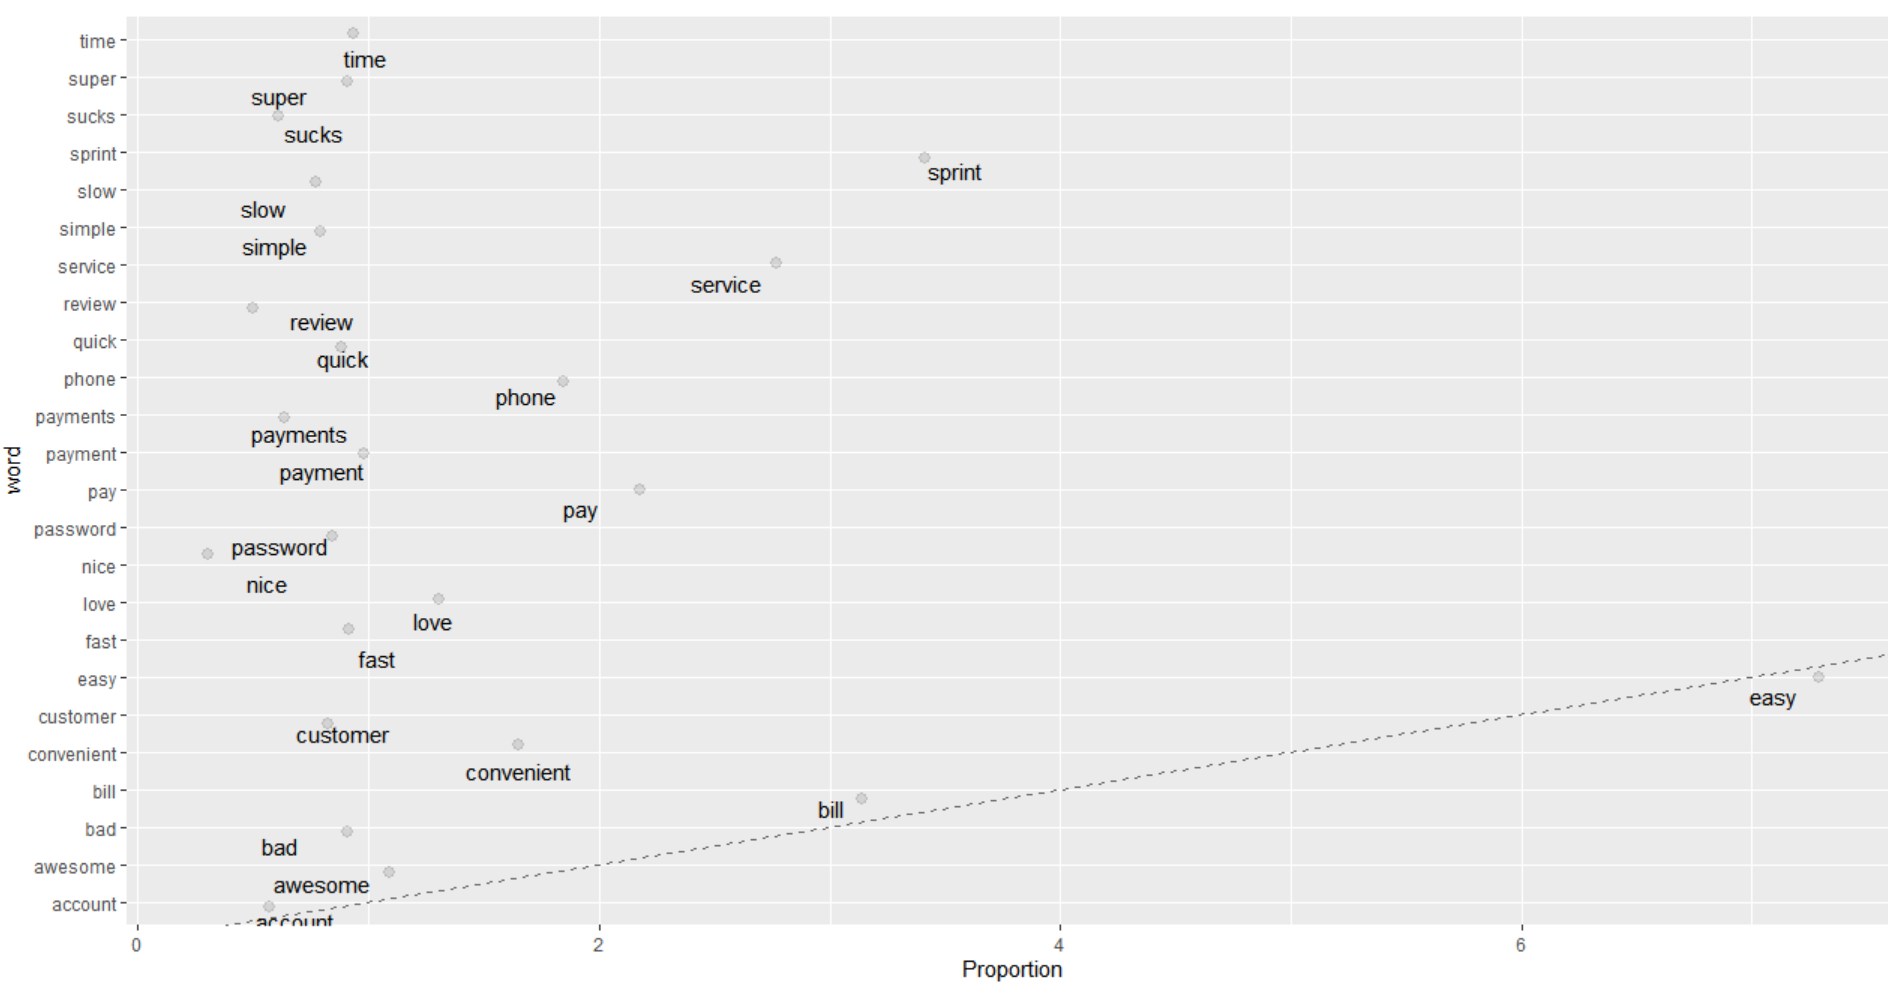 time
time
super
super
sucks
sucks
sprint
sprint
slow
slow
simple
simple
service
service
review
review
quick
quick
phone
phone
payments
payments
payment
payment
word
pay
pay
password
password
nice
nice
love
love
fast
fast
easy
easy
customer
customer
convenient
convenient
bill
bill
bad
bad
awesome
awesome
account
account
0 2 4 6
Proportion